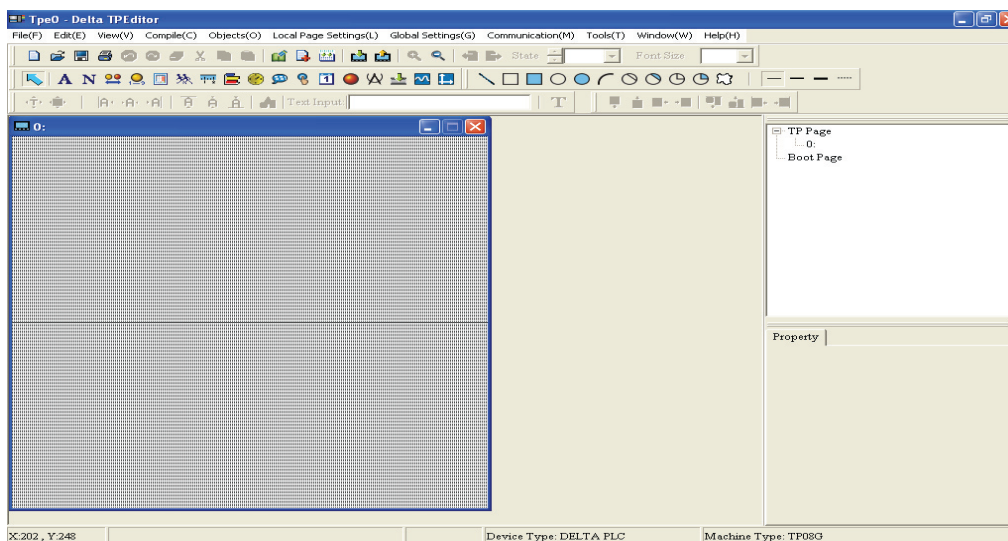 Tpe0 - Delta TPEditor
File(F) Edit(E) View(V) Compile(C) Objects(O) Local Page Settings(L) Global Settings(G) Communication(M) Tools(T) Window(W) Help(H)
State Font Size
A N 1
Text Input: T
0:
TP Page
0:
Boot Page
Property
X:202 , Y:248 Device Type: DELTA PLC Machine Type: TP08G